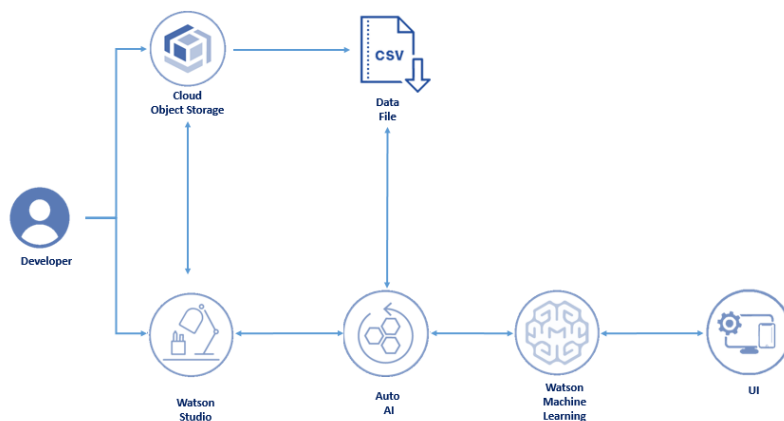 CSV
Cloud
Object Storage
Data
File
Developer
Watson
Studio
Auto
AI
Watson
Machine
Learning
UI